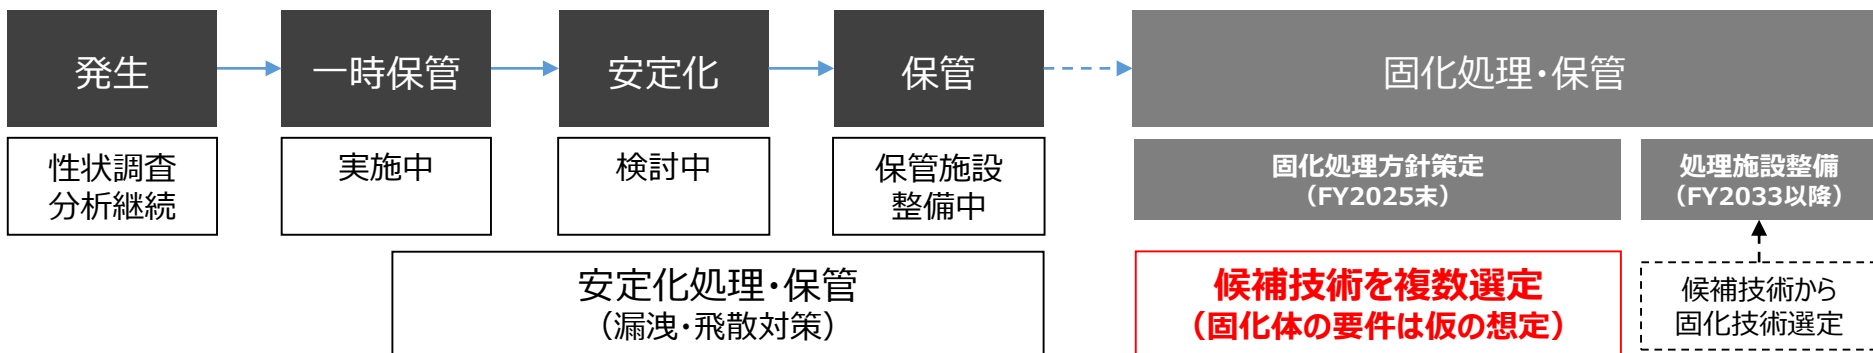 発生
一時保管
安定化
保管
固化処理・保管
性状調査
分析継続
実施中
検討中
保管施設
整備中
固化処理方針策定
（FY2025末）
処理施設整備
（FY2033以降）
安定化処理・保管
（漏洩・飛散対策）
候補技術を複数選定
（固化体の要件は仮の想定）
候補技術から
固化技術選定